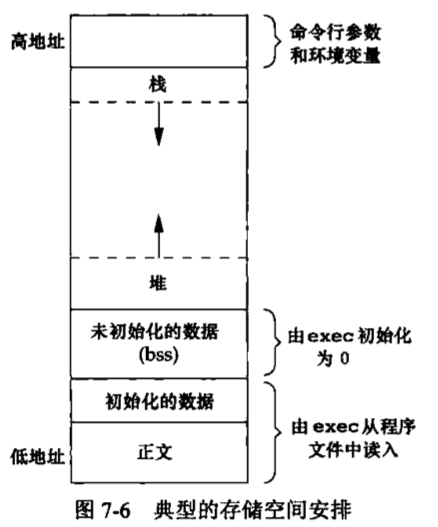 高地址
命令行参数
和环境变量
栈
堆
未初始化的数据
(bss)
由exec初始化
为 0
初始化的数据
由exec从程序
文件中读入
低地址
正文
图 7-6 典型的存储空间安排